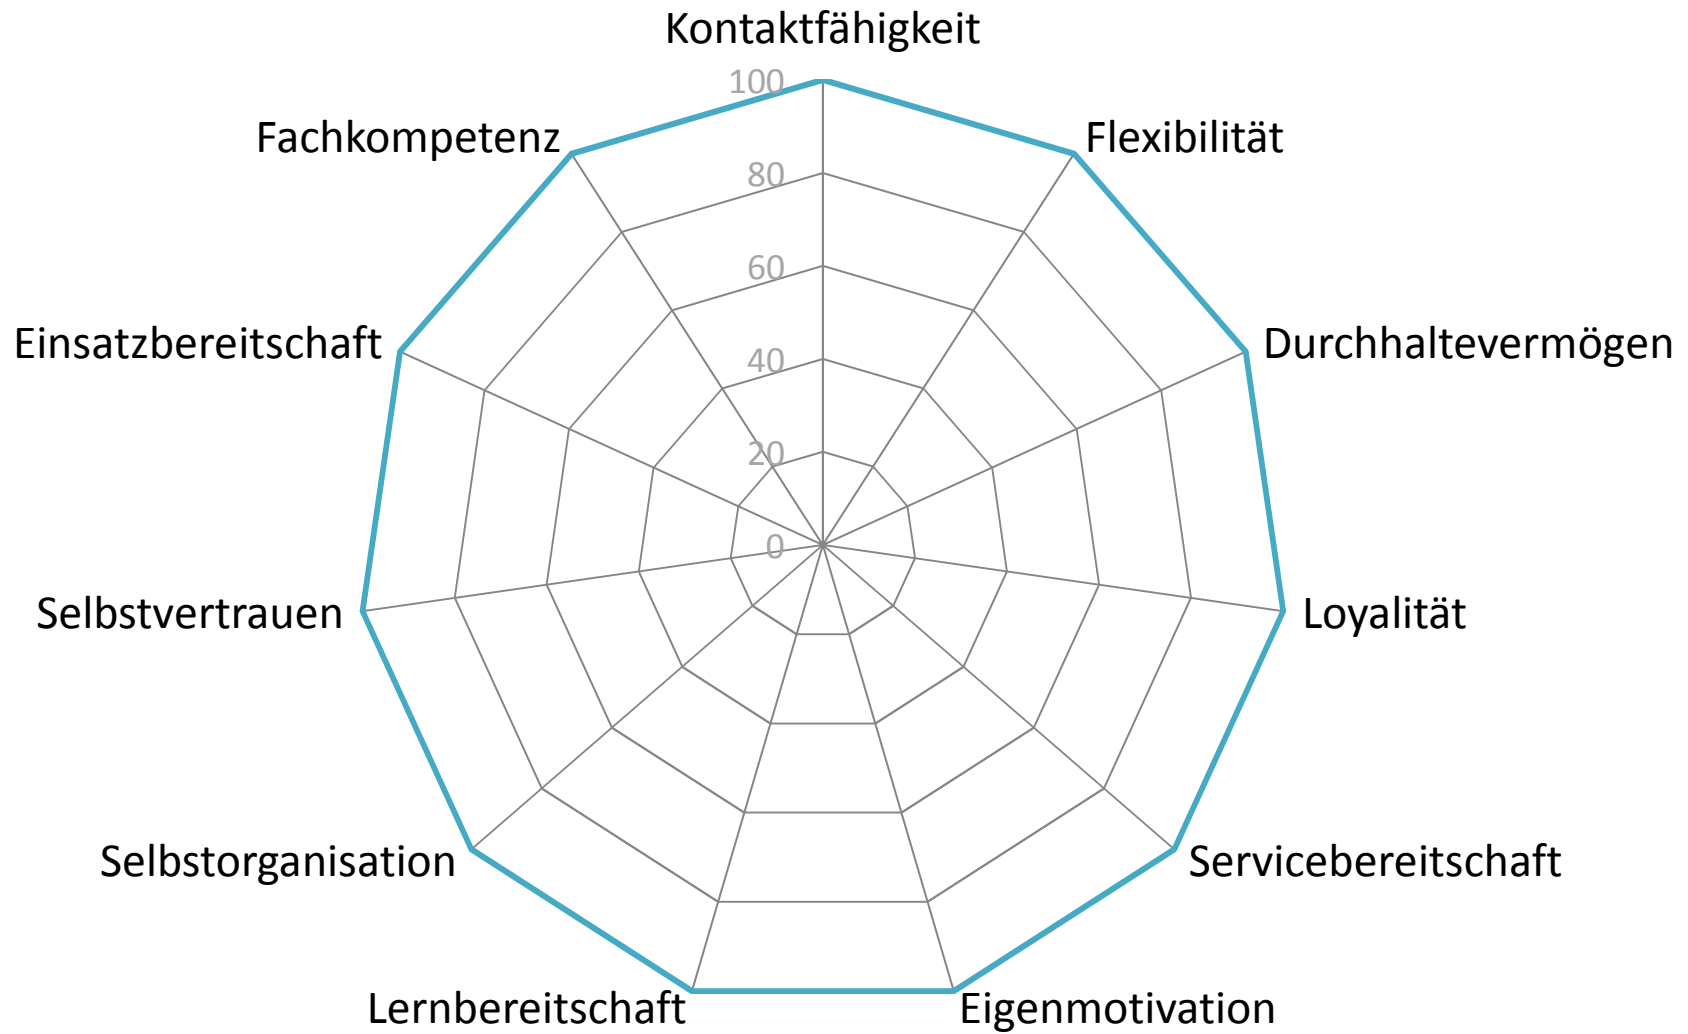 Kontaktfähigkeit
100
Fachkompetenz
Flexibilität
80
60
Einsatzbereitschaft
Durchhaltevermögen
40
20
0
Selbstvertrauen
Loyalität
Selbstorganisation
Servicebereitschaft
Lernbereitschaft
Eigenmotivation